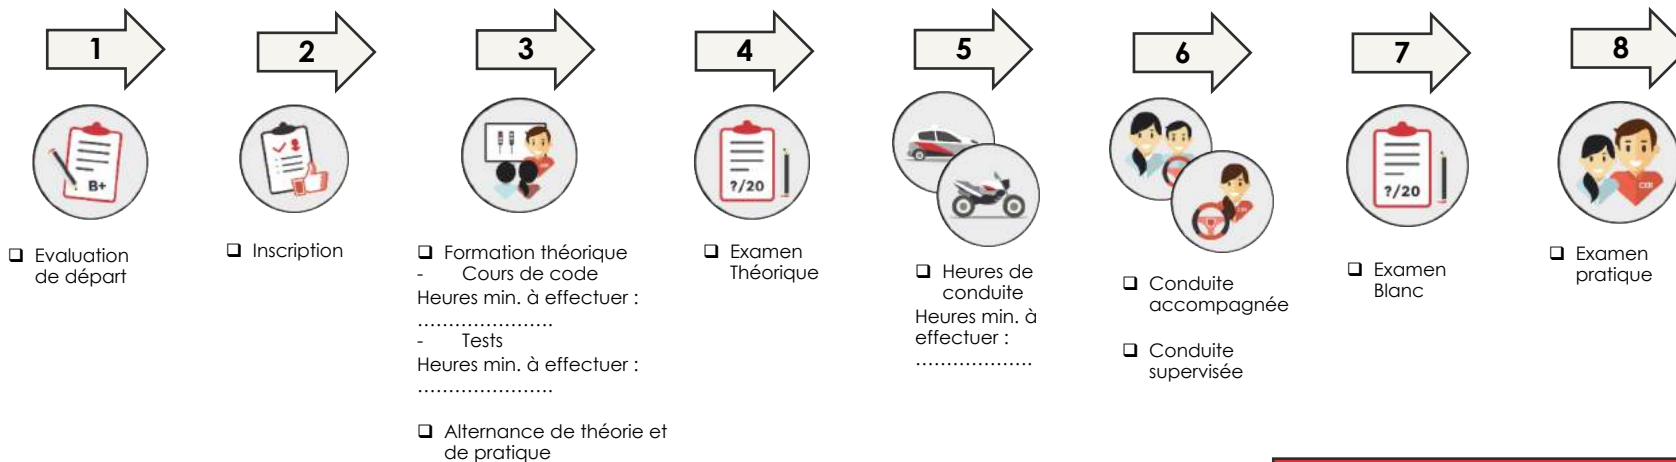 1
2
3
4
5
6
7
8
B+
?/20
?/20
❑ Evaluation
de départ
❑ Inscription
❑ Formation théorique
- Cours de code
Heures min. à effectuer :
.......................
- Tests
Heures min. à effectuer :
.......................
❑ Alternance de théorie et
de pratique
❑ Examen
Théorique
❑ Heures de
conduite
Heures min. à
effectuer :
....................
❑ Conduite
accompagnée
❑ Conduite
supervisée
❑ Examen
Blanc
❑ Examen
pratique